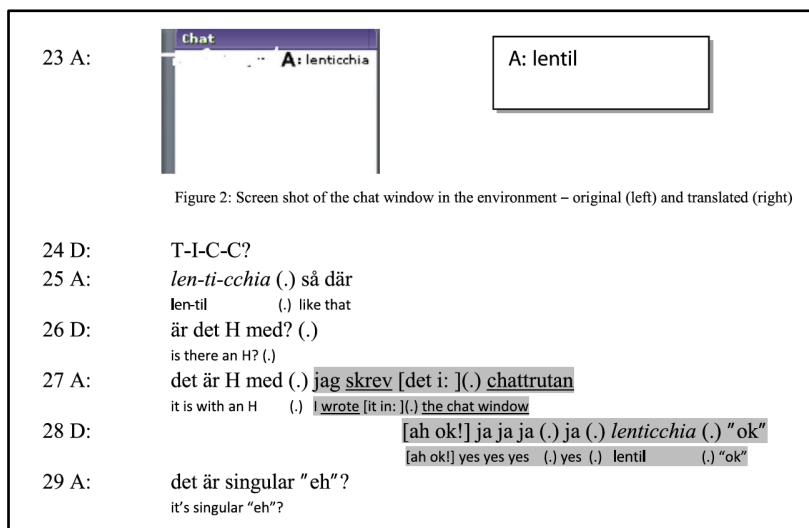 23 A:
Chat
A: lenticchia
A: lentil
Figure 2: Screen shot of the chat window in the environment – original (left) and translated (right)
24 D: T-I-C-C?
25 A: len-ti-cchia (.) så där
len-til (.) like that
26 D: är det H med? (.)
is there an H? (.)
27 A: det är H med (.) jag skrev [det i: ](.) chattrutan
it is with an H (.) I wrote [it in: ](.) the chat window
28 D: [ah ok!] ja ja ja (.) ja (.) lenticchia (.) "ok"
[ah ok!] yes yes yes (.) yes (.) lentil (.) "ok"
29 A: det är singular "eh"?
it's singular "eh"?